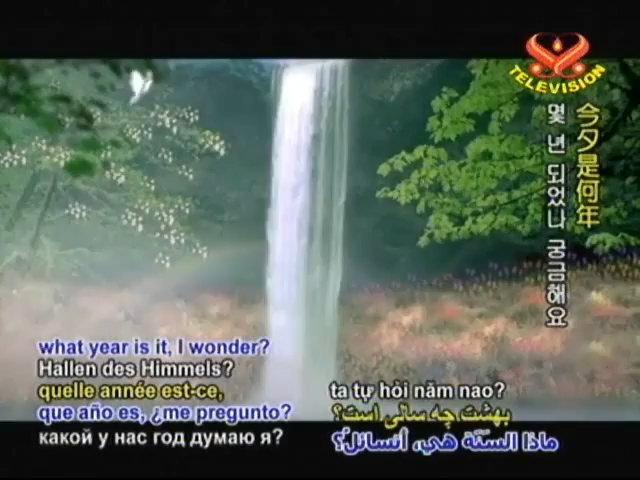 TELEVISION
今夕是何年
몇 년 되었나 궁금해요
what year is it, I wonder?
Hallen des Himmels?
quelle année est-ce,
que año es, ¿me pregunto?
какой у нас год думаю я?
ta tự hỏi năm nao?
بهشت چه سالی است؟
ماذا السَنَة هي، أتسائل؟